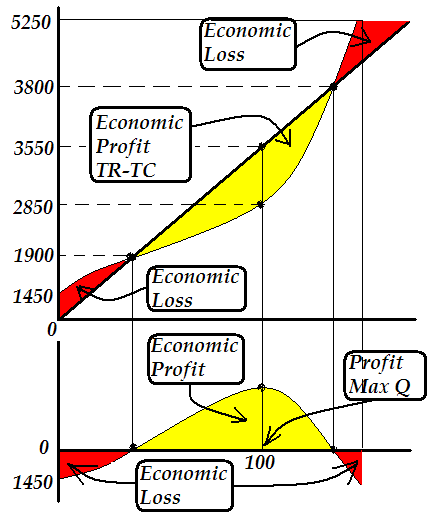 5250
Economic
Loss
3800
Economic
Profit
TR-TC
3550
2850
1900
Economic
Loss
1450
0
Economic
Profit
Profit
Max Q
0
100
1450
Economic
Loss